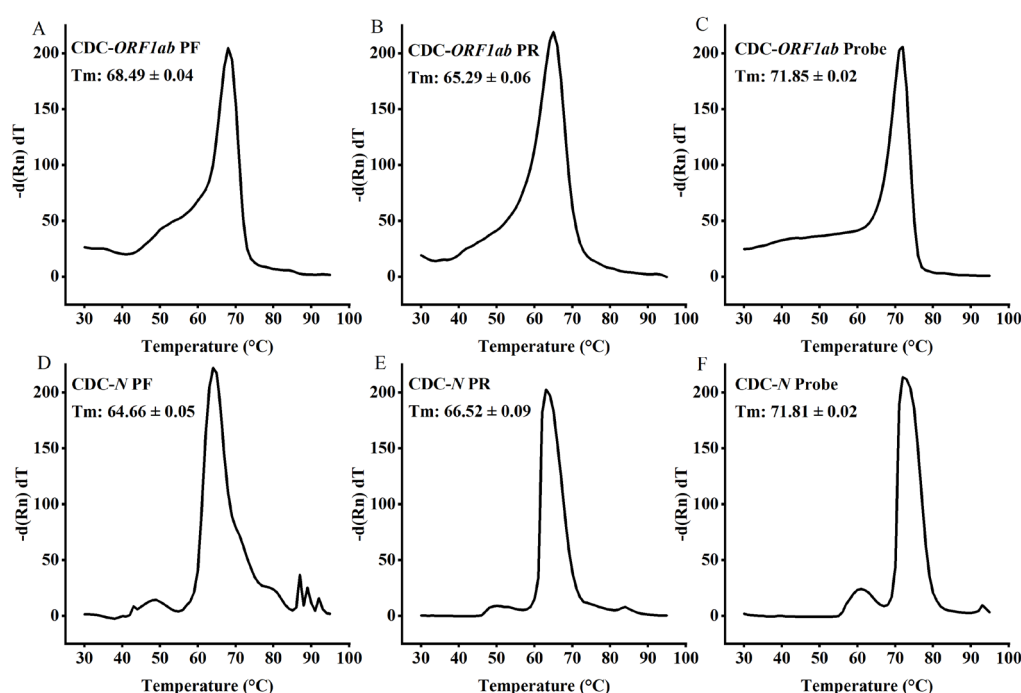 A
CDC-ORF1ab PF
Tm: 68.49 ± 0.04
-d(Rn) dT
200
150
100
50
0
30 40 50 60 70 80 90 100
Temperature (°C)
B
CDC-ORF1ab PR
Tm: 65.29 ± 0.06
-d(Rn) dT
200
150
100
50
0
30 40 50 60 70 80 90 100
Temperature (°C)
C
CDC-ORF1ab Probe
Tm: 71.85 ± 0.02
-d(Rn) dT
200
150
100
50
0
30 40 50 60 70 80 90 100
Temperature (°C)
D
CDC-N PF
Tm: 64.66 ± 0.05
-d(Rn) dT
200
150
100
50
0
30 40 50 60 70 80 90 100
Temperature (°C)
E
CDC-N PR
Tm: 66.52 ± 0.09
-d(Rn) dT
200
150
100
50
0
30 40 50 60 70 80 90 100
Temperature (°C)
F
CDC-N Probe
Tm: 71.81 ± 0.02
-d(Rn) dT
200
150
100
50
0
30 40 50 60 70 80 90 100
Temperature (°C)